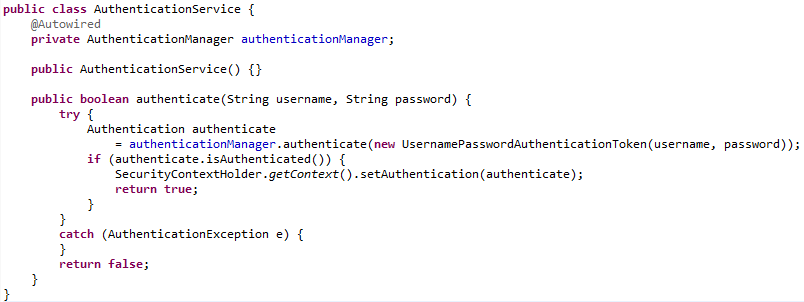 public class AuthenticationService {
    @Autowired
    private AuthenticationManager authenticationManager;

    public AuthenticationService() {}

    public boolean authenticate(String username, String password) {
        try {
            Authentication authenticate
                = authenticationManager.authenticate(new UsernamePasswordAuthenticationToken(username, password));
            if (authenticate.isAuthenticated()) {
                SecurityContextHolder.getContext().setAuthentication(authenticate);
                return true;
            }
        }
        catch (AuthenticationException e) {
        }
        return false;
    }
}